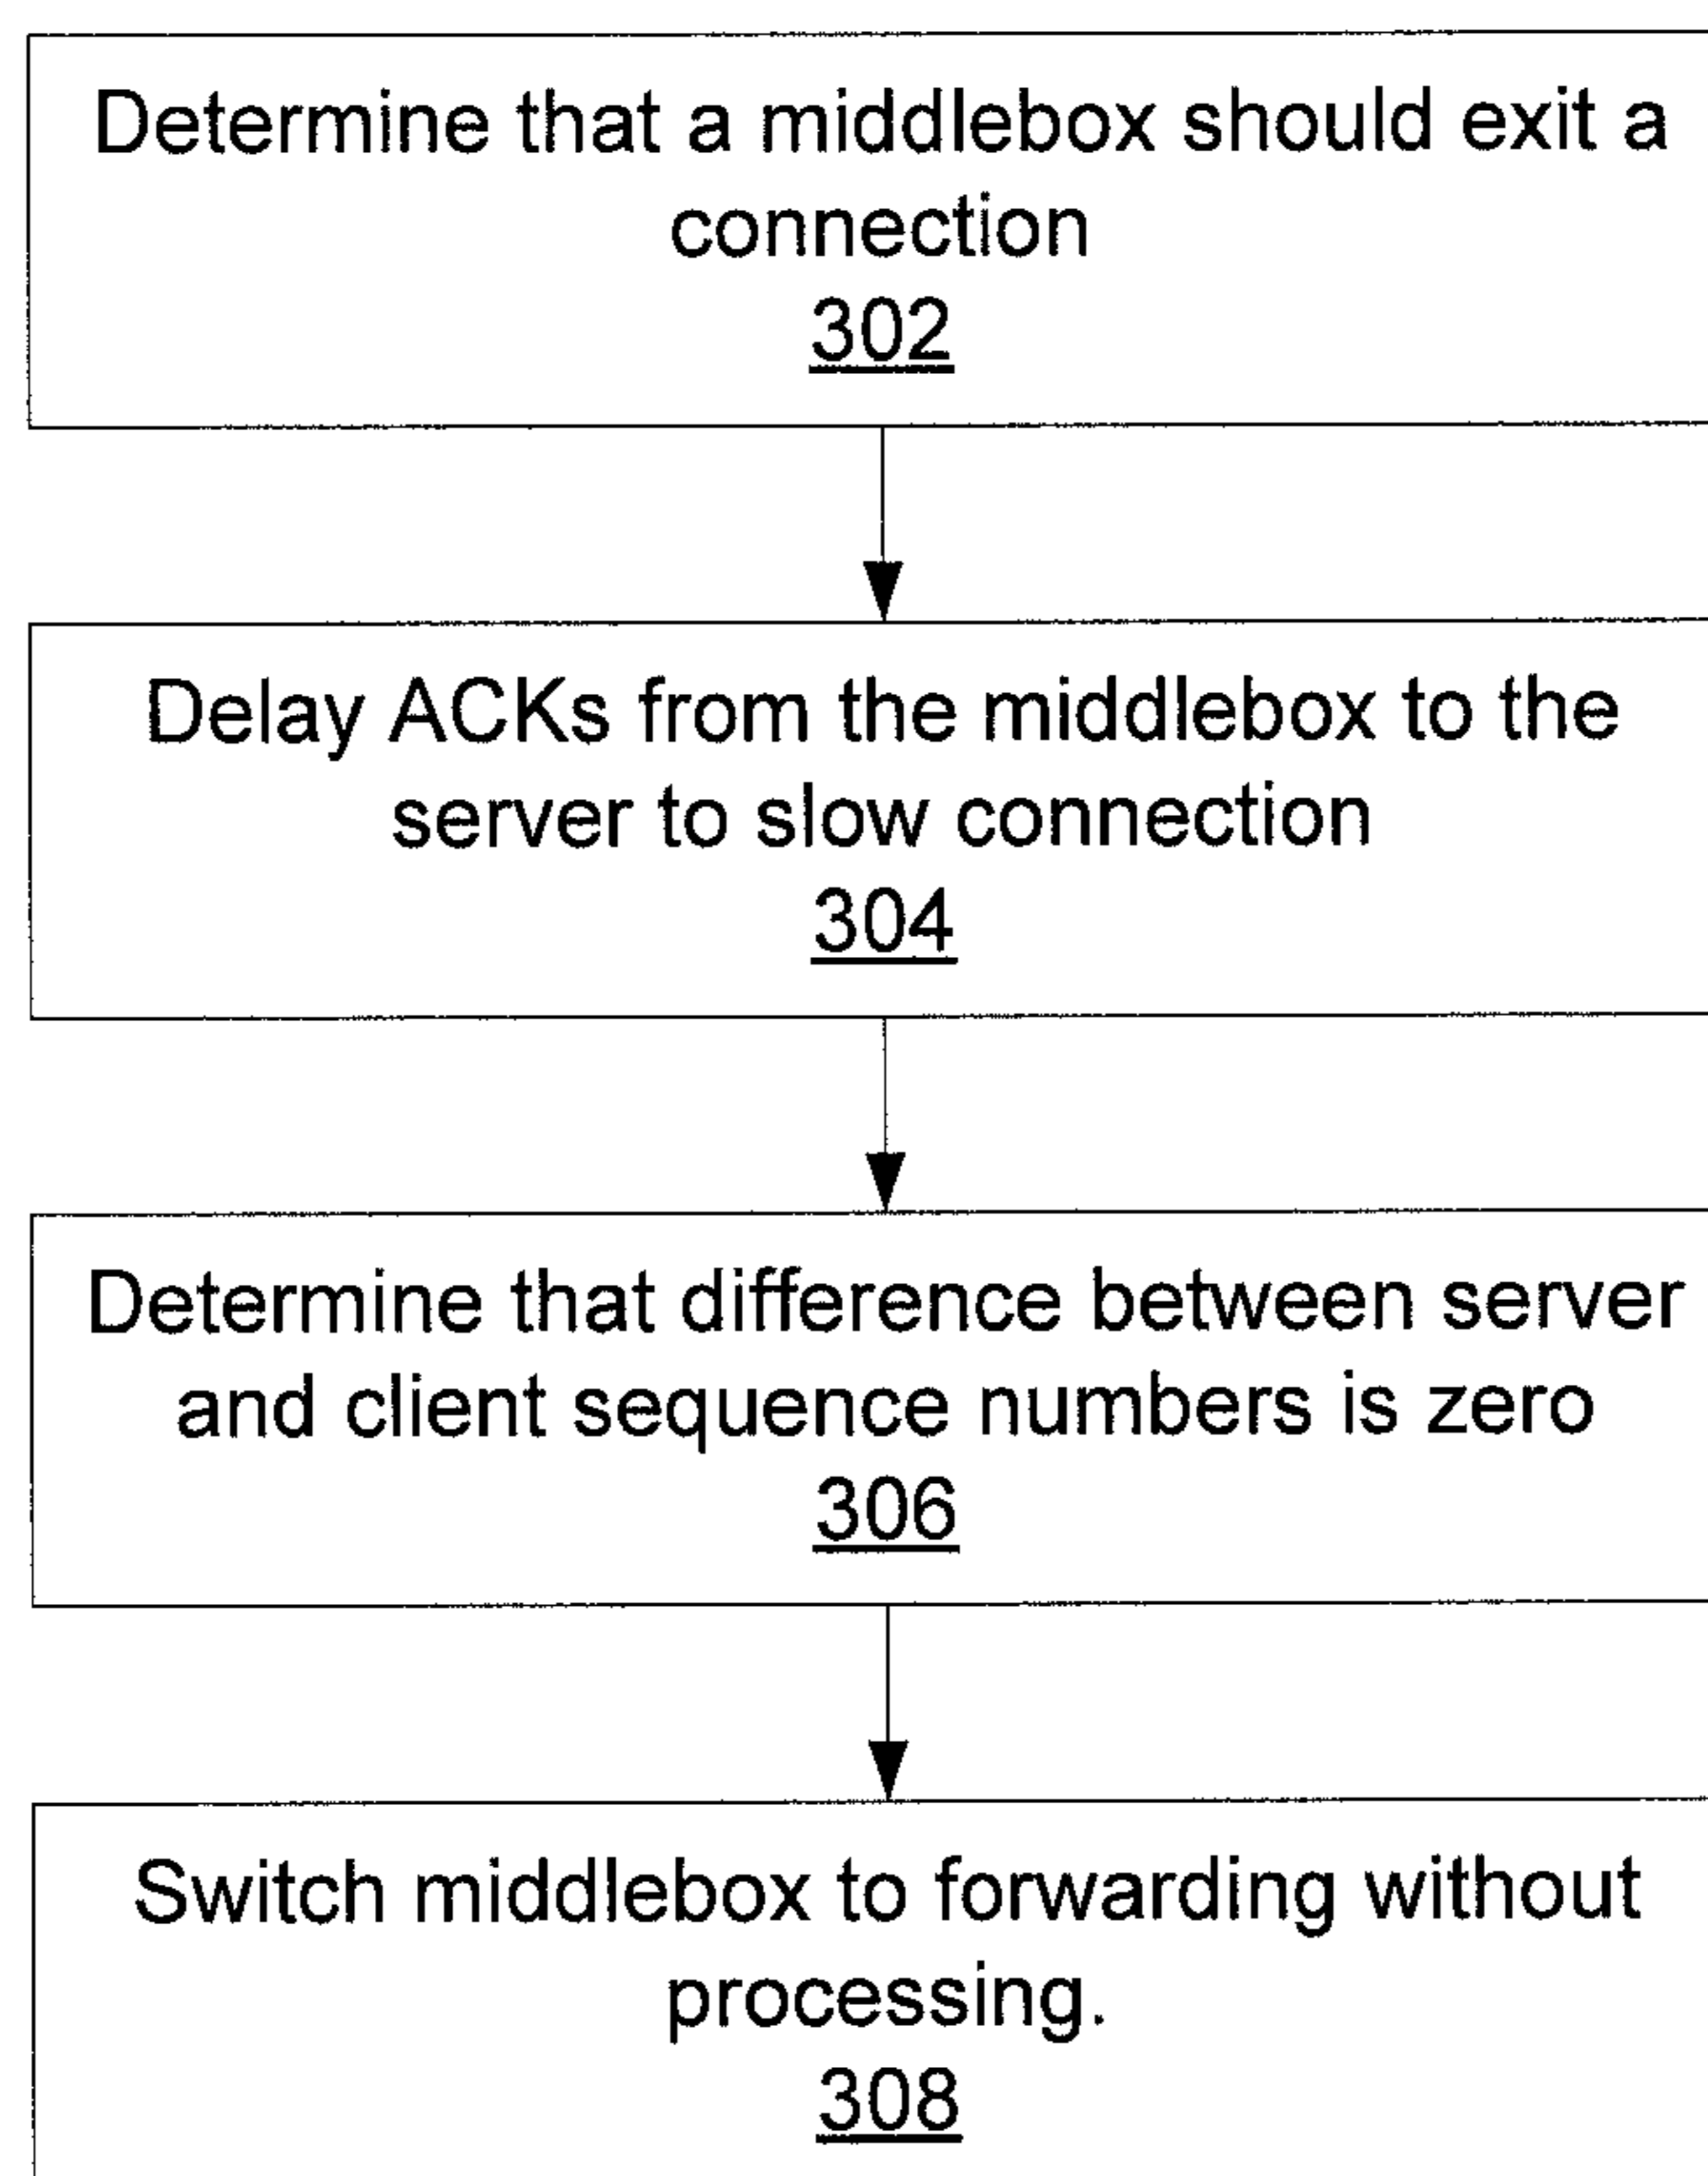 Determine that a middlebox should exit a
connection
302
Delay ACKs from the middlebox to the
server to slow connection
304
Determine that difference between server
and client sequence numbers is zero
306
Switch middlebox to forwarding without
processing.
308